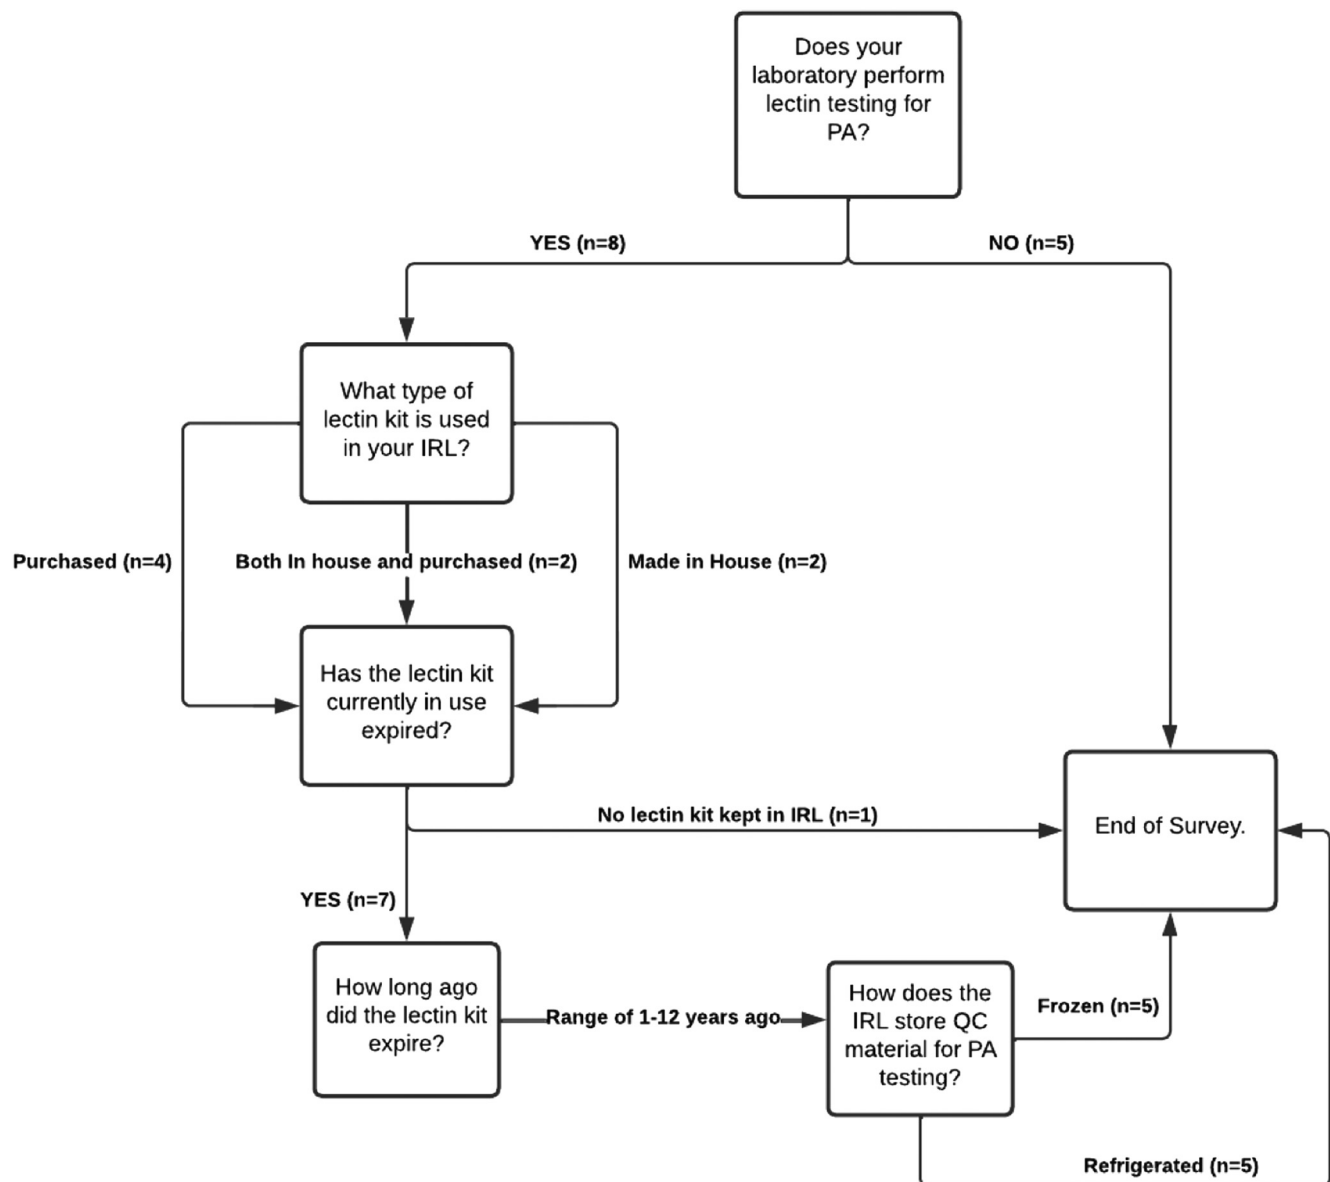 Does your
laboratory perform
lectin testing for
PA?
YES (n=8)
NO (n=5)
What type of
lectin kit is used
in your IRL?
Purchased (n=4)
Both In house and purchased (n=2)
Made in House (n=2)
Has the lectin kit
currently in use
expired?
No lectin kit kept in IRL (n=1)
End of Survey.
YES (n=7)
How long ago
did the lectin kit
expire?
Range of 1-12 years ago
How does the
IRL store QC
material for PA
testing?
Frozen (n=5)
Refrigerated (n=5)